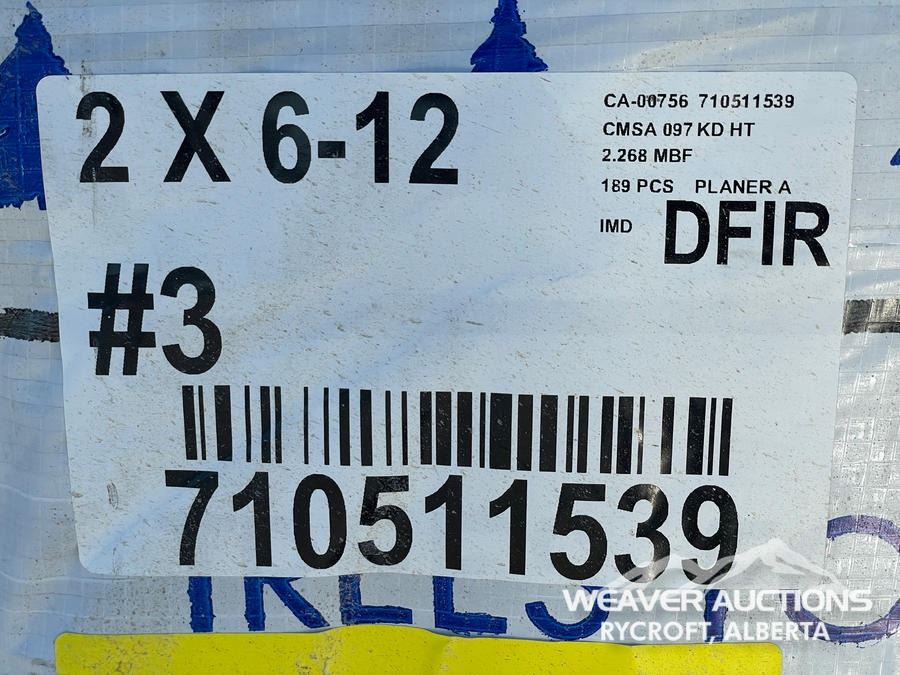 2 X 6-12
CA-00756 710511539
CMSA 097 KD HT
2.268 MBF
189 PCS PLANER A
IMD DFIR
#3
710511539
WEAVER AUCTIONS
RYCROFT, ALBERTA